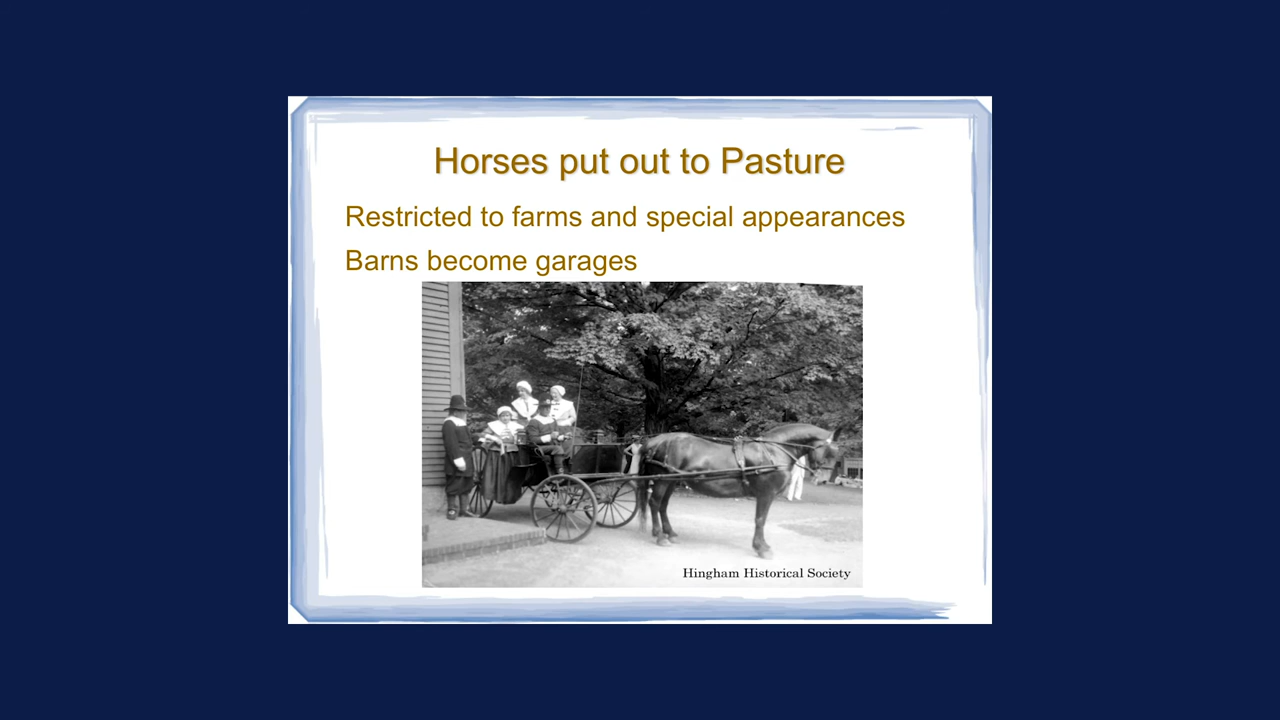 Horses put out to Pasture
Restricted to farms and special appearances
Barns become garages
Hingham Historical Society